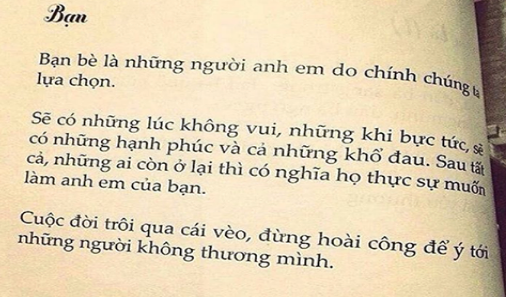 Bạn
Bạn bè là những người anh em do chính chúng ta
lựa chọn.
Sẽ có những lúc không vui, những khi bực tức, sẽ
có những hạnh phúc và cả những khổ đau. Sau tất
cả, những ai còn ở lại thì có nghĩa họ thực sự muốn
làm anh em của bạn.
Cuộc đời trôi qua cái vèo, đừng hoài công để ý tới
những người không thương mình.